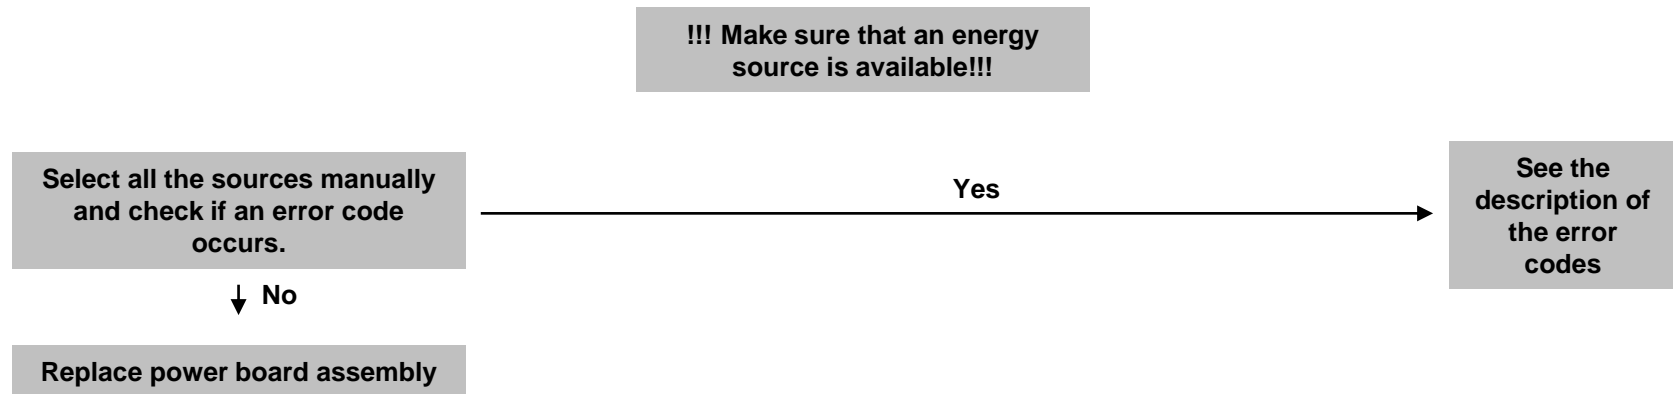 !!! Make sure that an energy
source is available!!!
Select all the sources manually
and check if an error code
occurs.
Yes
See the
description of
the error
codes
No
Replace power board assembly